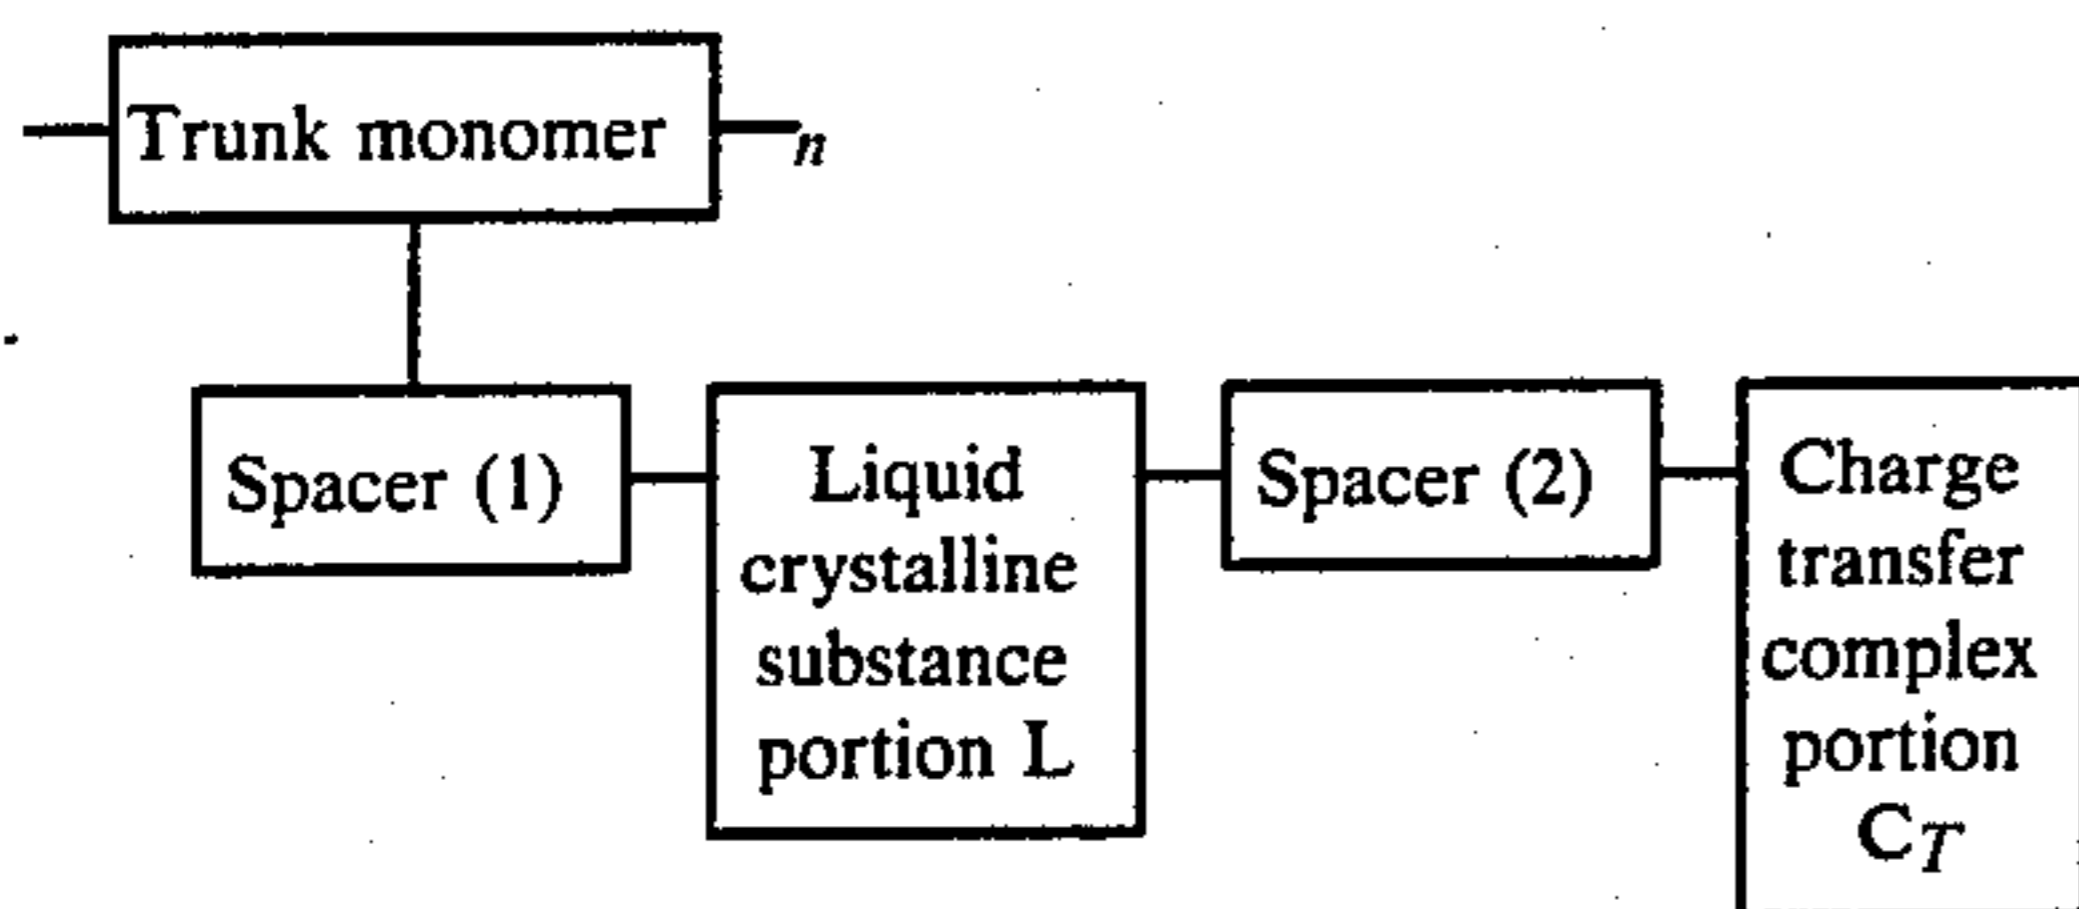 Trunk monomer
n
Spacer (1)
Liquid
crystalline
substance
portion L
Spacer (2)
Charge
transfer
complex
portion
C_T